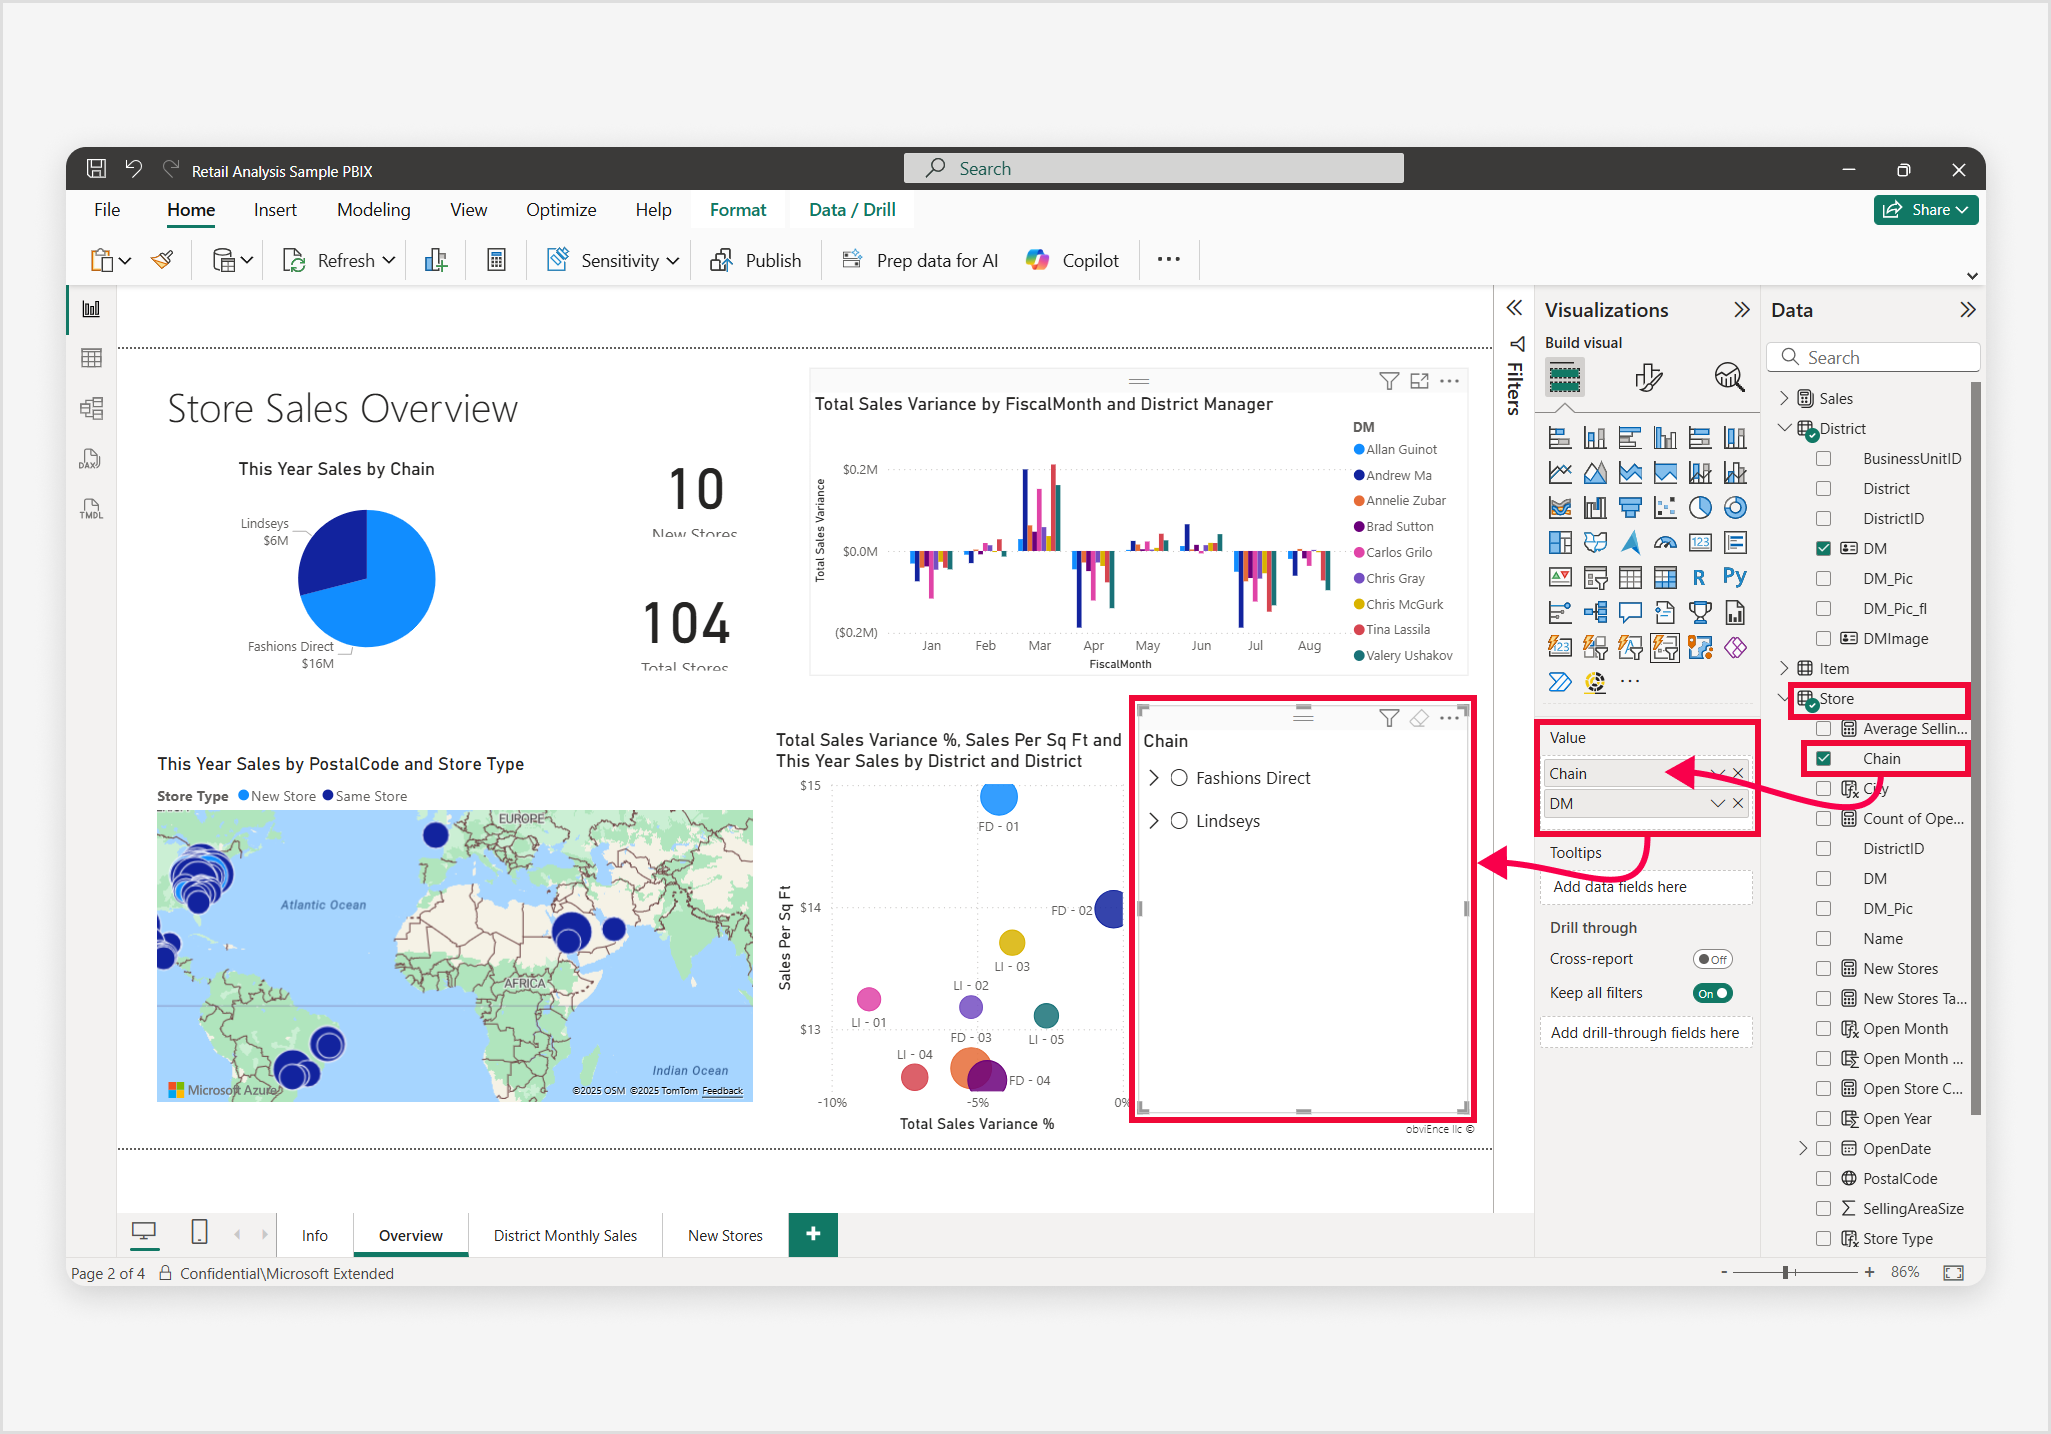 Retail Analysis Sample PBIX
Search
File Home Insert Modeling View Optimize Help Format Data / Drill
Share
Refresh Sensitivity Publish Prep data for AI Copilot
DAX
TMDL
Store Sales Overview
This Year Sales by Chain
Lindseys
$6M
Fashions Direct
$16M
10
New Stores
104
Total Stores
Total Sales Variance by FiscalMonth and District Manager
Total Sales Variance
$0.2M
$0.0M
($0.2M)
Jan Feb Mar Apr May Jun Jul Aug
FiscalMonth
DM
Allan Guinot
Andrew Ma
Annelie Zubar
Brad Sutton
Carlos Grilo
Chris Gray
Chris McGurk
Tina Lassila
Valery Ushakov
This Year Sales by PostalCode and Store Type
Store Type New Store Same Store
EUROPE
Atlantic Ocean
AFRICA
Indian Ocean
Microsoft Azure
©2025 OSM ©2025 TomTom Feedback
Total Sales Variance %, Sales Per Sq Ft and
This Year Sales by District and District
Sales Per Sq Ft
$15
$14
$13
FD - 01
FD - 02
LI - 03
LI - 02
LI - 01
FD - 03
LI - 05
LI - 04
FD - 04
-10% -5% 0%
Total Sales Variance %
Chain
Fashions Direct
Lindseys
obviEnce llc ©
Filters
Visualizations
Build visual
123
R
Py
123
Value
Chain
DM
Tooltips
Add data fields here
Drill through
Cross-report
Off
Keep all filters
On
Add drill-through fields here
Data
Search
Sales
District
BusinessUnitID
District
DistrictID
DM
DM_Pic
DM_Pic_fl
DMImage
Item
Store
Average Sellin...
Chain
City
Count of Ope...
DistrictID
DM
DM_Pic
Name
New Stores
New Stores Ta...
Open Month
Open Month ...
Open Store C...
Open Year
OpenDate
PostalCode
SellingAreaSize
Store Type
Info Overview District Monthly Sales New Stores +
Page 2 of 4 Confidential\Microsoft Extended
- + 86%